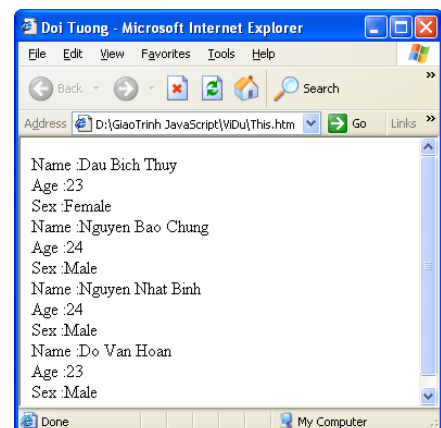 Doi Tuong - Microsoft Internet Explorer
File Edit View Favorites Tools Help
Back Search »
Address D:\GiaoTrinh JavaScript\ViDu\This.htm Go Links »
Name :Dau Bich Thuy
Age :23
Sex :Female
Name :Nguyen Bao Chung
Age :24
Sex :Male
Name :Nguyen Nhat Binh
Age :24
Sex :Male
Name :Do Van Hoan
Age :23
Sex :Male
Done My Computer